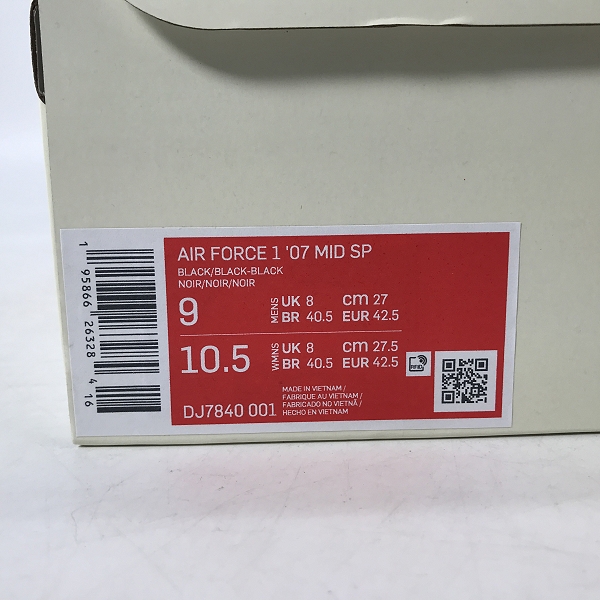 AIR FORCE 1 '07 MID SP
BLACK/BLACK-BLACK
NOIR/NOIR/NOIR
9 MENS UK 8 cm 27
BR 40.5 EUR 42.5
10.5 WMNS UK 8 cm 27.5
BR 40.5 EUR 42.5
RFID
DJ7840 001
MADE IN VIETNAM /
FABRIQUE AU VIETNAM /
FABRICADO NO VIETNÃ /
HECHO EN VIETNAM
1 95866 26328 4 16